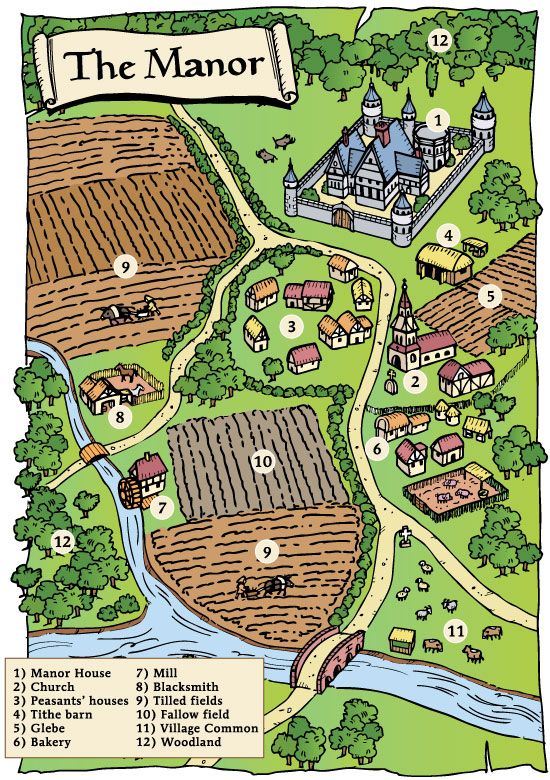 The Manor
12
1
4
9
5
3
2
8
6
10
7
9
12
11
1) Manor House
2) Church
3) Peasants' houses
4) Tithe barn
5) Glebe
6) Bakery
7) Mill
8) Blacksmith
9) Tilled fields
10) Fallow field
11) Village Common
12) Woodland